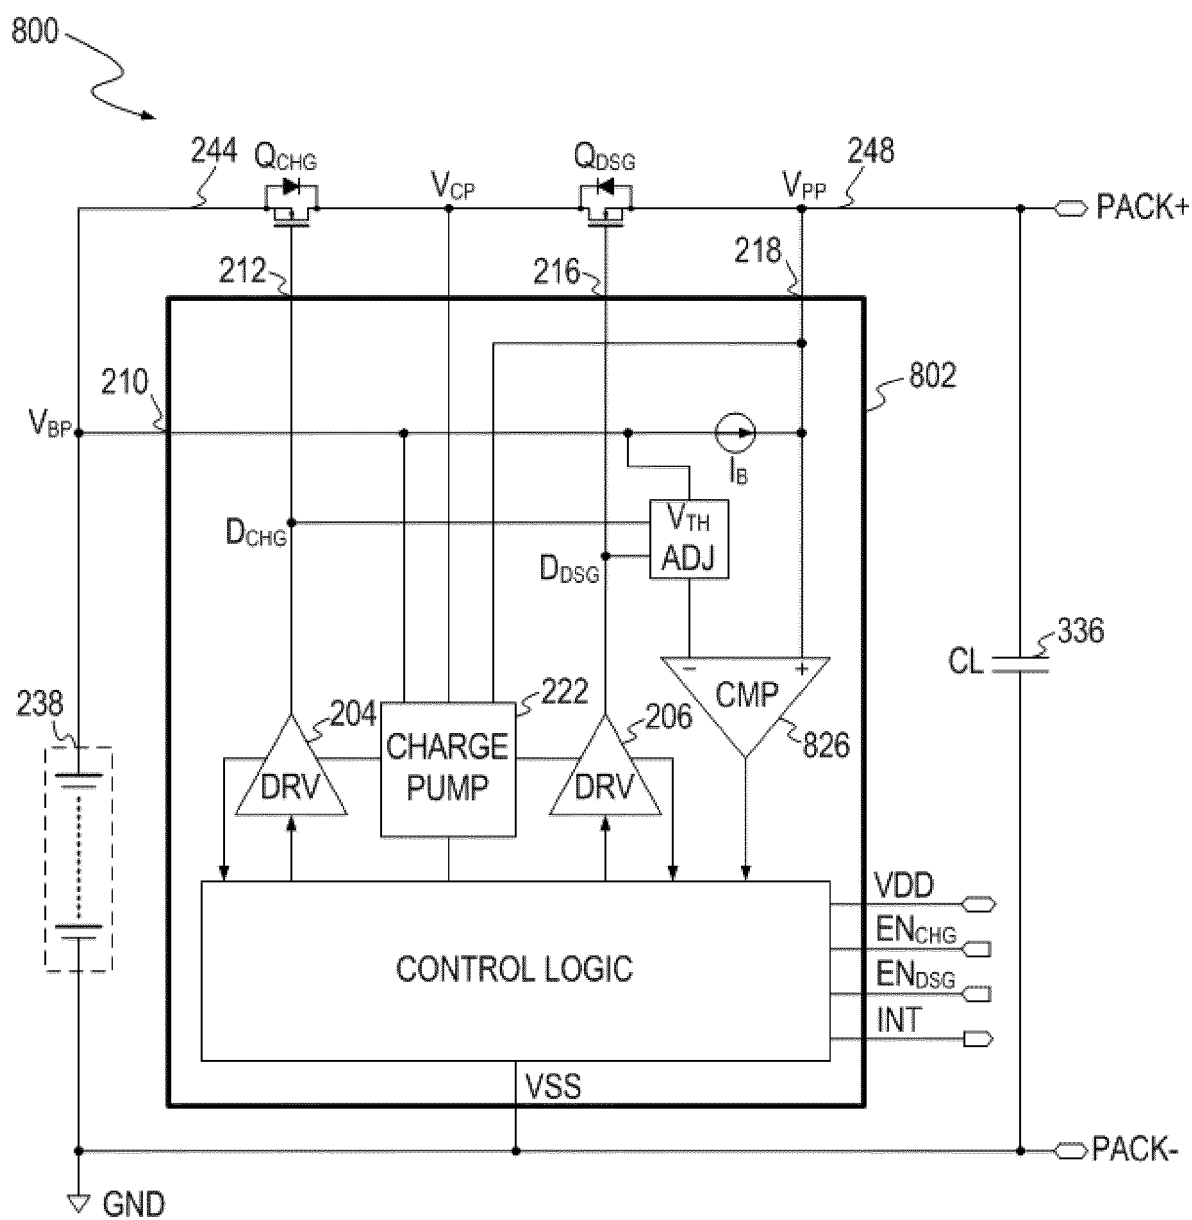 800
244
QCHG
VCP
QDSG
VPP
248
PACK+
212
216
218
210
802
VBP
IB
DCHG
VTH
ADJ
DDSG
CL
336
−
+
CMP
826
238
204
222
206
DRV
CHARGE
PUMP
DRV
CONTROL LOGIC
VDD
ENCHG
ENDSG
INT
VSS
PACK-
GND